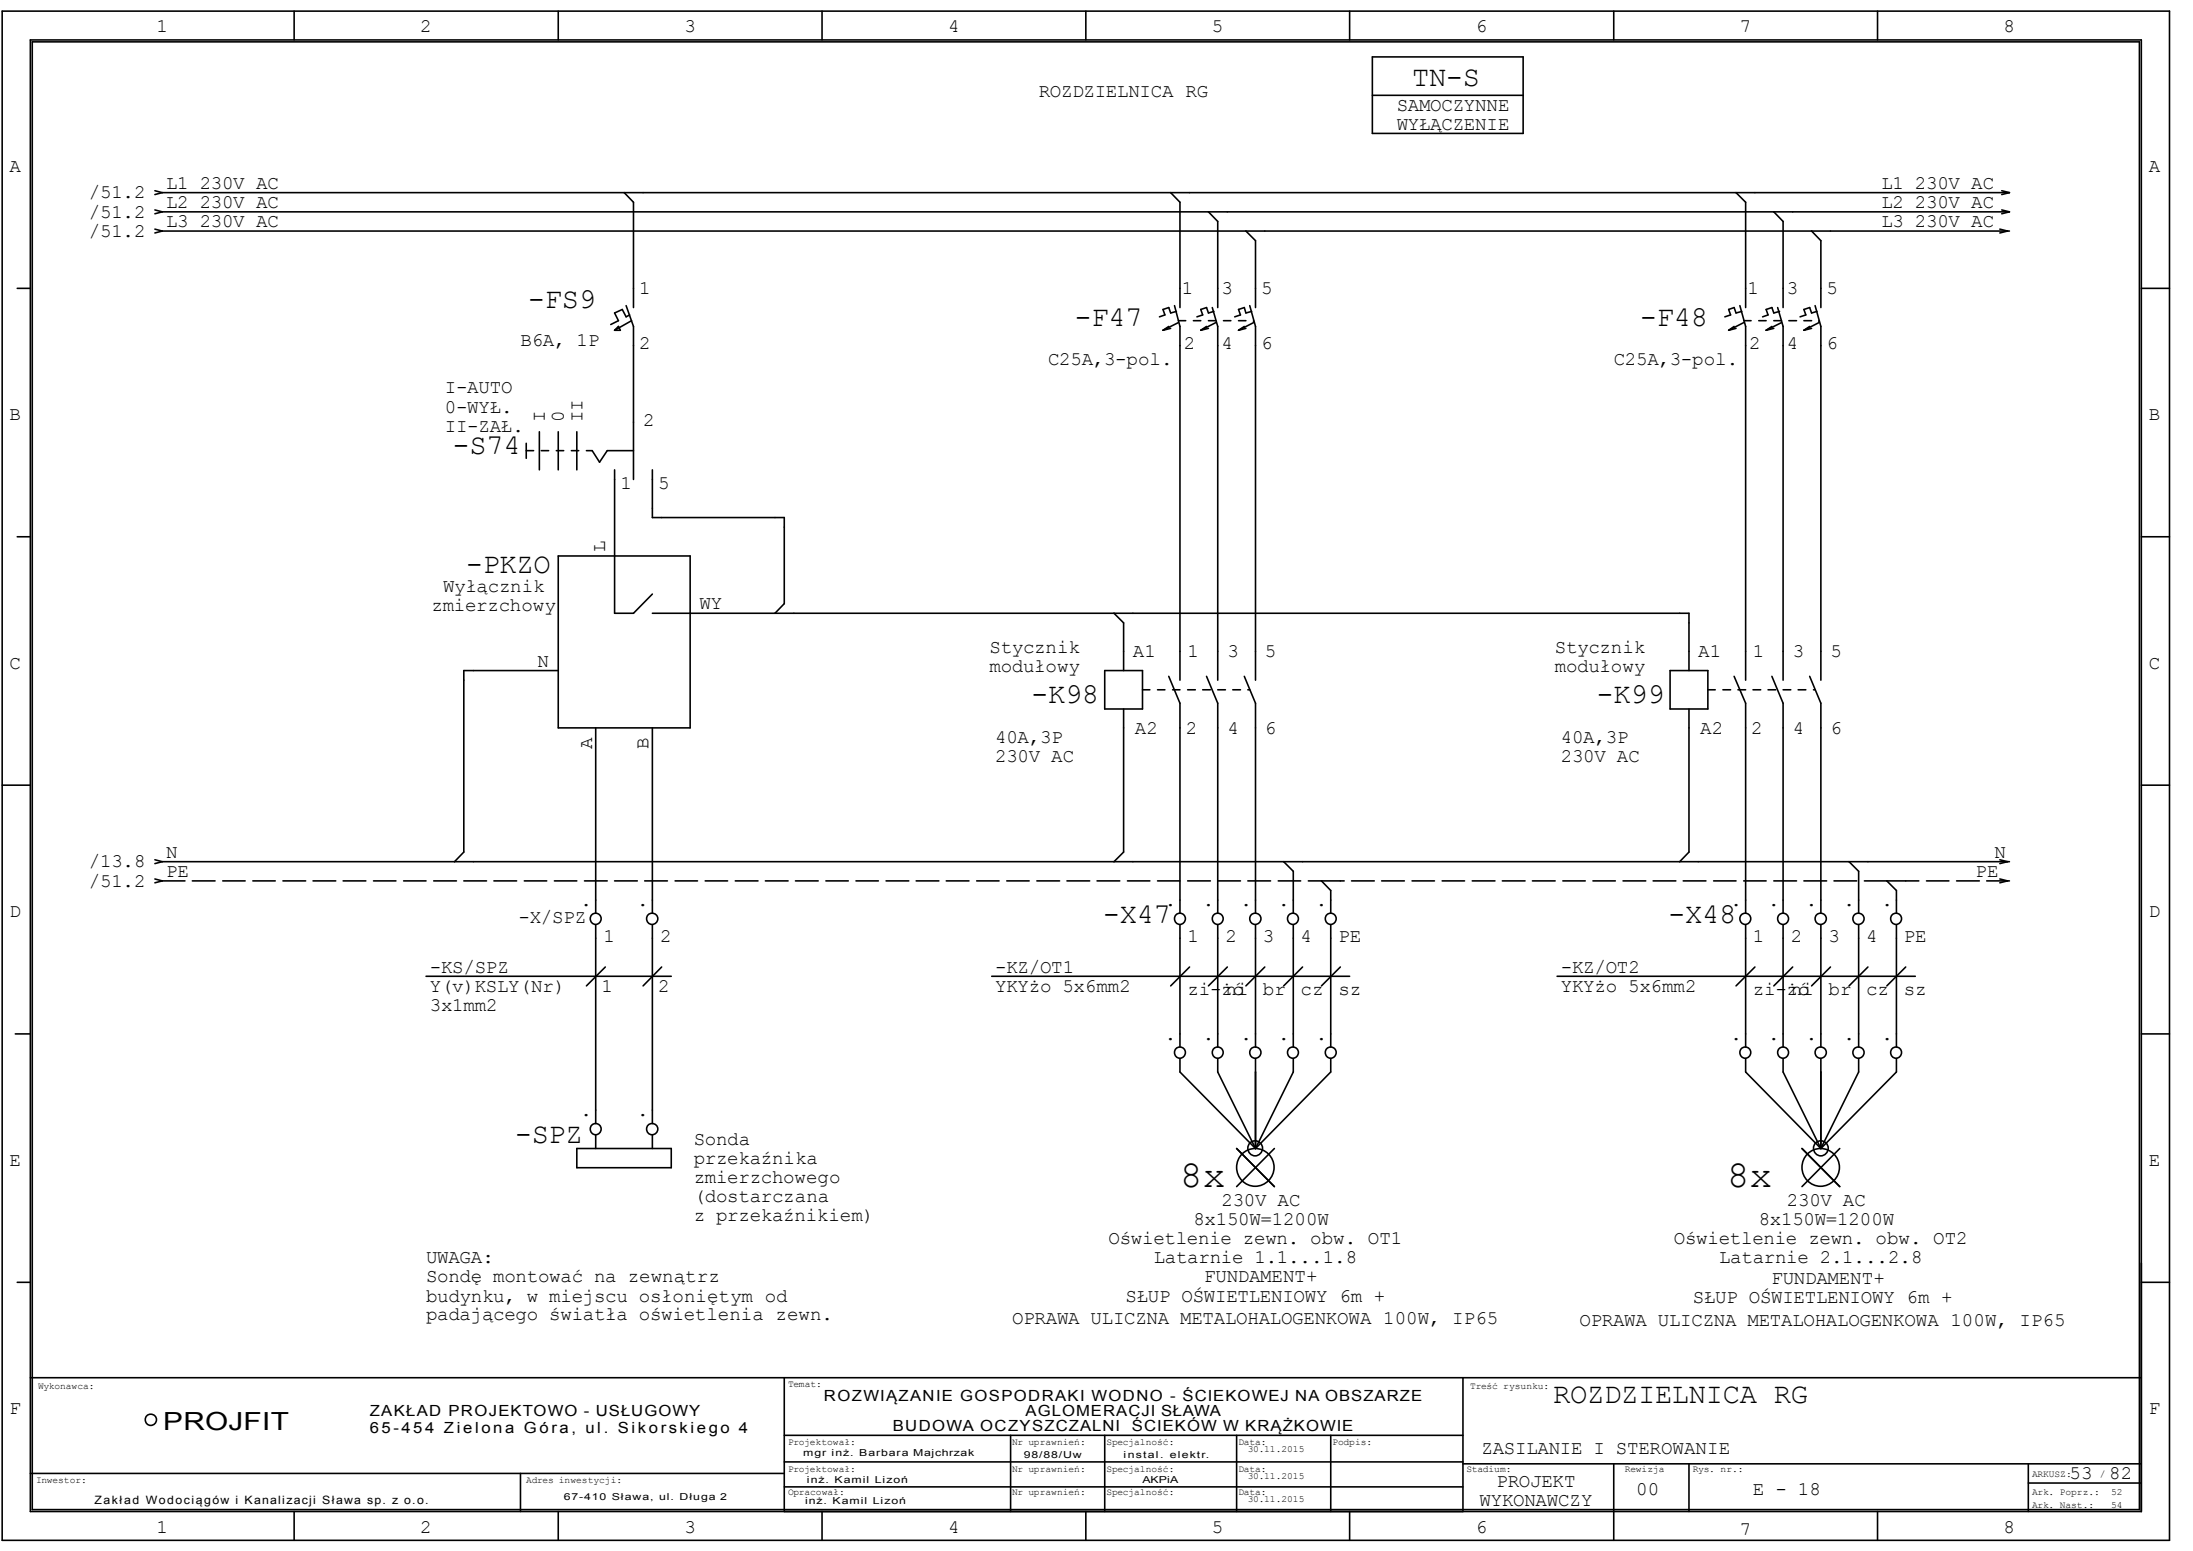 1 2 3 4 5 6 7 8
ROZDZIELNICA RG
TN-S
SAMOCZYNNE
WYŁĄCZENIE
A A
/51.2 L1 230V AC L1 230V AC
/51.2 L2 230V AC L2 230V AC
/51.2 L3 230V AC L3 230V AC
-FS9
1
B6A, 1P
2
-F47
1 3 5
2 4 6
C25A,3-pol.
-F48
1 3 5
2 4 6
C25A,3-pol.
B B
I-AUTO
0-WYŁ.
II-ZAŁ.
I 0 II
2
-S74
1 5
L
-PKZO
Wyłącznik
zmierzchowy
WY
N
A B
C C
Stycznik
modułowy
-K98
A1 1 3 5
A2 2 4 6
40A,3P
230V AC
Stycznik
modułowy
-K99
A1 1 3 5
A2 2 4 6
40A,3P
230V AC
/13.8 N N
/51.2 PE PE
D D
-X/SPZ
1 2
-KS/SPZ
Y(v)KSLY(Nr)
3x1mm2
1 2
-X47
1 2 3 4 PE
-KZ/OT1
YKYżo 5x6mm2
br cz sz
-X48
1 2 3 4 PE
-KZ/OT2
YKYżo 5x6mm2
br cz sz
E E
-SPZ
Sonda
przekaźnika
zmierzchowego
(dostarczana
z przekaźnikiem)
UWAGA:
Sondę montować na zewnątrz
budynku, w miejscu osłoniętym od
padającego światła oświetlenia zewn.
8x
230V AC
8x150W=1200W
Oświetlenie zewn. obw. OT1
Latarnie 1.1...1.8
FUNDAMENT+
SŁUP OŚWIETLENIOWY 6m +
OPRAWA ULICZNA METALOHALOGENKOWA 100W, IP65
8x
230V AC
8x150W=1200W
Oświetlenie zewn. obw. OT2
Latarnie 2.1...2.8
FUNDAMENT+
SŁUP OŚWIETLENIOWY 6m +
OPRAWA ULICZNA METALOHALOGENKOWA 100W, IP65
F F
Wykonawca:
PROJFIT
ZAKŁAD PROJEKTOWO - USŁUGOWY
65-454 Zielona Góra, ul. Sikorskiego 4
Inwestor:
Zakład Wodociągów i Kanalizacji Sława sp. z o.o.
Adres inwestycji:
67-410 Sława, ul. Długa 2
Temat:
ROZWIĄZANIE GOSPODRAKI WODNO - ŚCIEKOWEJ NA OBSZARZE
AGLOMERACJI SŁAWA
BUDOWA OCZYSZCZALNI ŚCIEKÓW W KRĄŻKOWIE
Projektował: Nr uprawnień: Specjalność: Data: Podpis:
mgr inż. Barbara Majchrzak 98/88/Uw instal. elektr. 30.11.2015
Projektował: Nr uprawnień: Specjalność: Data:
inż. Kamil Lizoń AKPiA 30.11.2015
Opracował: Nr uprawnień: Specjalność: Data:
inż. Kamil Lizoń 30.11.2015
Treść rysunku:
ROZDZIELNICA RG
ZASILANIE I STEROWANIE
Stadium:
PROJEKT
WYKONAWCZY
Rewizja
00
Rys. nr.:
E - 18
ARKUSZ: 53 / 82
Ark. Poprz.: 52
Ark. Nast.: 54
1 2 3 4 5 6 7 8